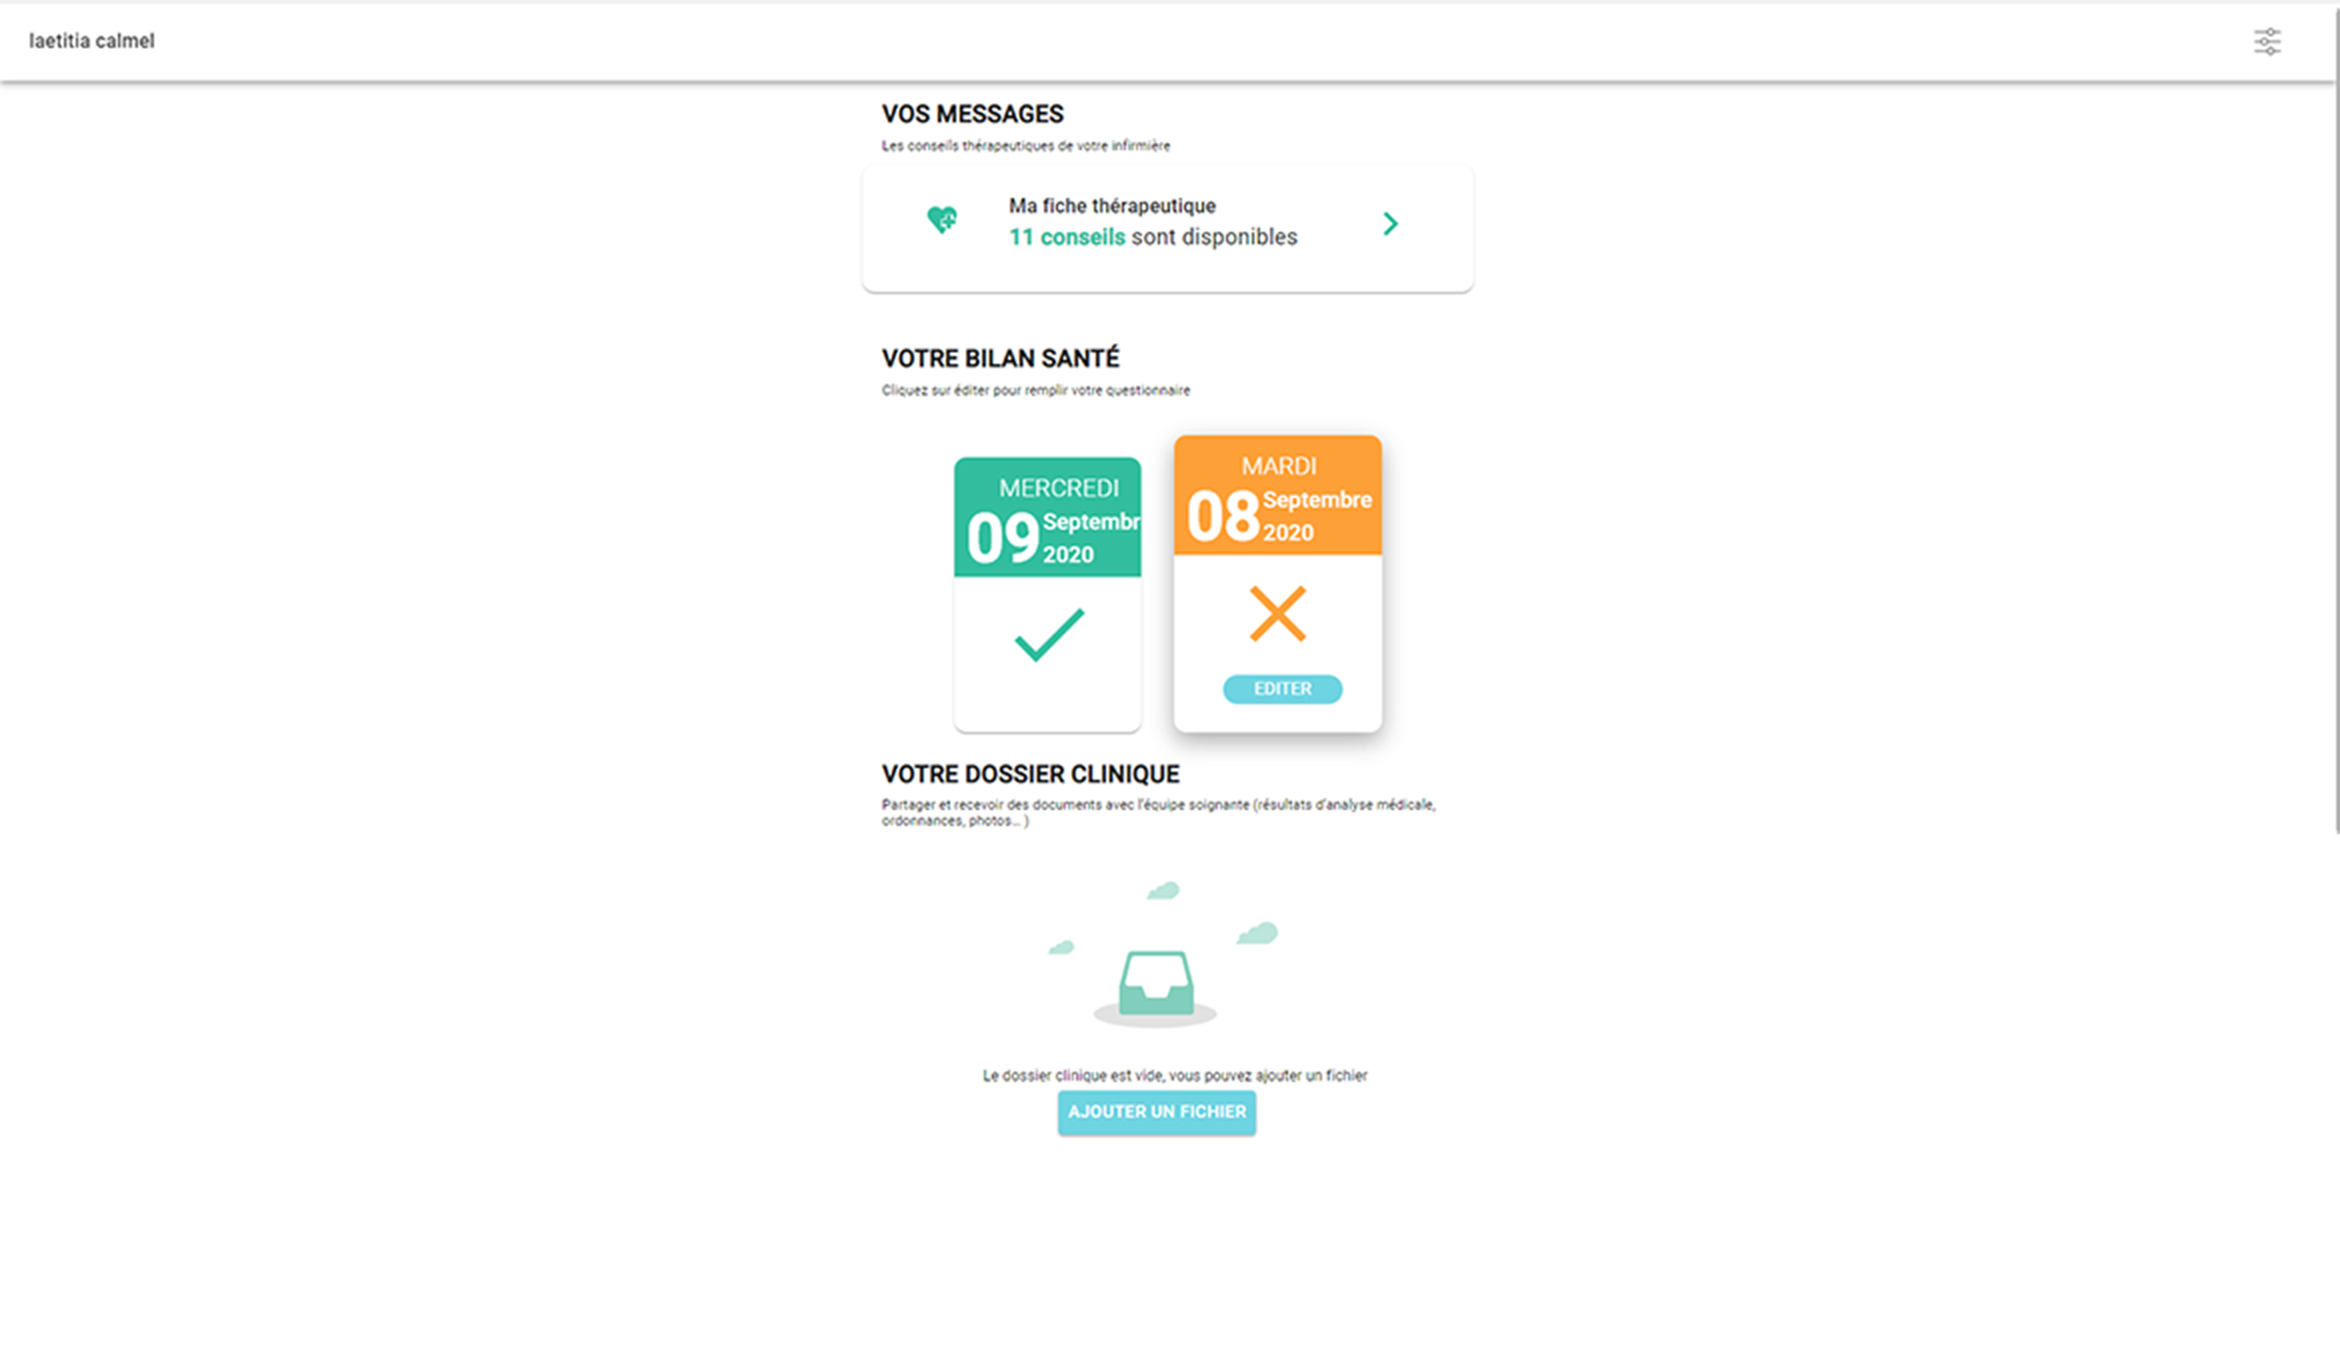 laetitia calmel
VOS MESSAGES
Les conseils thérapeutiques de votre infirmière
Ma fiche thérapeutique
11 conseils sont disponibles
VOTRE BILAN SANTÉ
Cliquez sur éditer pour remplir votre questionnaire
MERCREDI
09 Septembr
2020
MARDI
08 Septembre
2020
EDITER
VOTRE DOSSIER CLINIQUE
Partager et recevoir des documents avec l'équipe soignante (résultats d'analyse médicale,
ordonnances, photos... )
Le dossier clinique est vide, vous pouvez ajouter un fichier
AJOUTER UN FICHIER